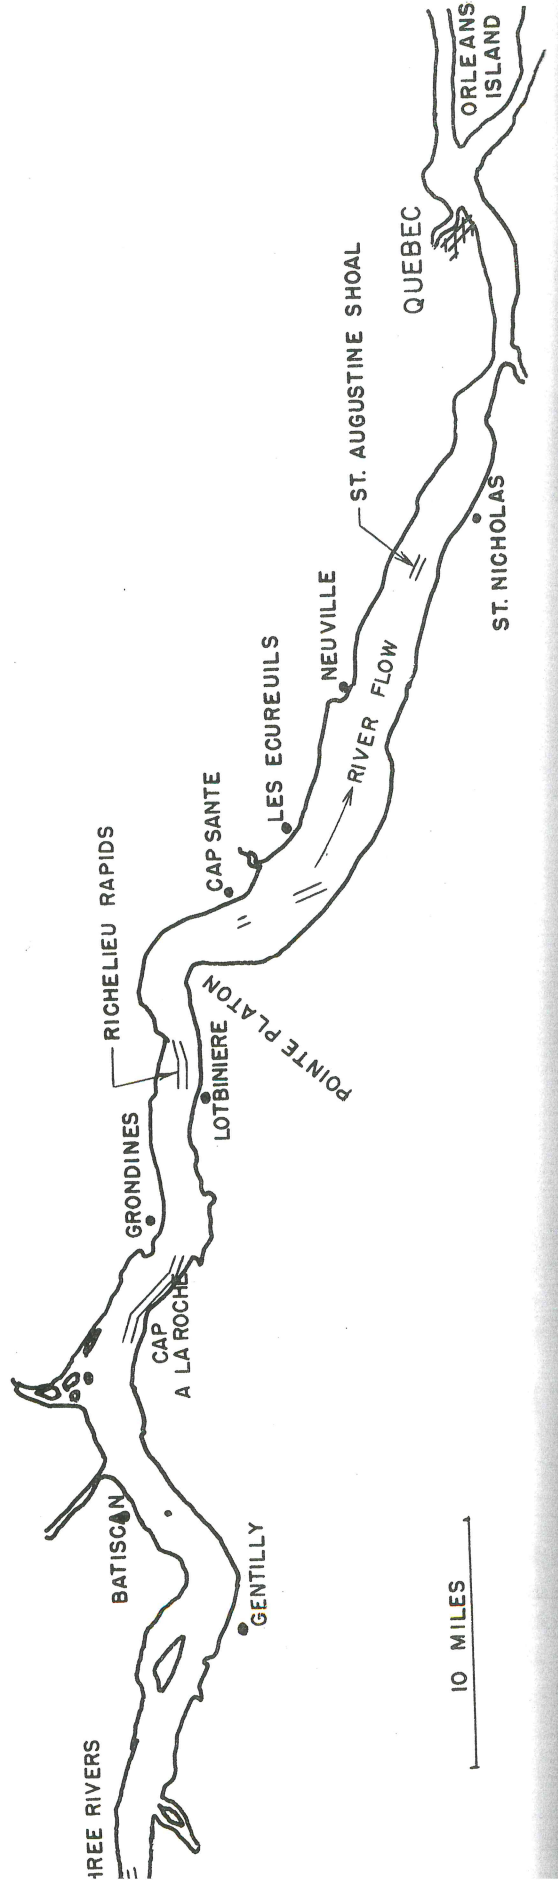 HREE RIVERS
BATISCAN
GENTILLY
10 MILES
CAP
A LA ROCHE
GRONDINES
LOTBINIERE
RICHELIEU RAPIDS
POINTE PLATON
CAP SANTE
LES ECUREUILS
RIVER FLOW
NEUVILLE
ST. AUGUSTINE SHOAL
ST. NICHOLAS
QUEBEC
ORLEANS
ISLAND